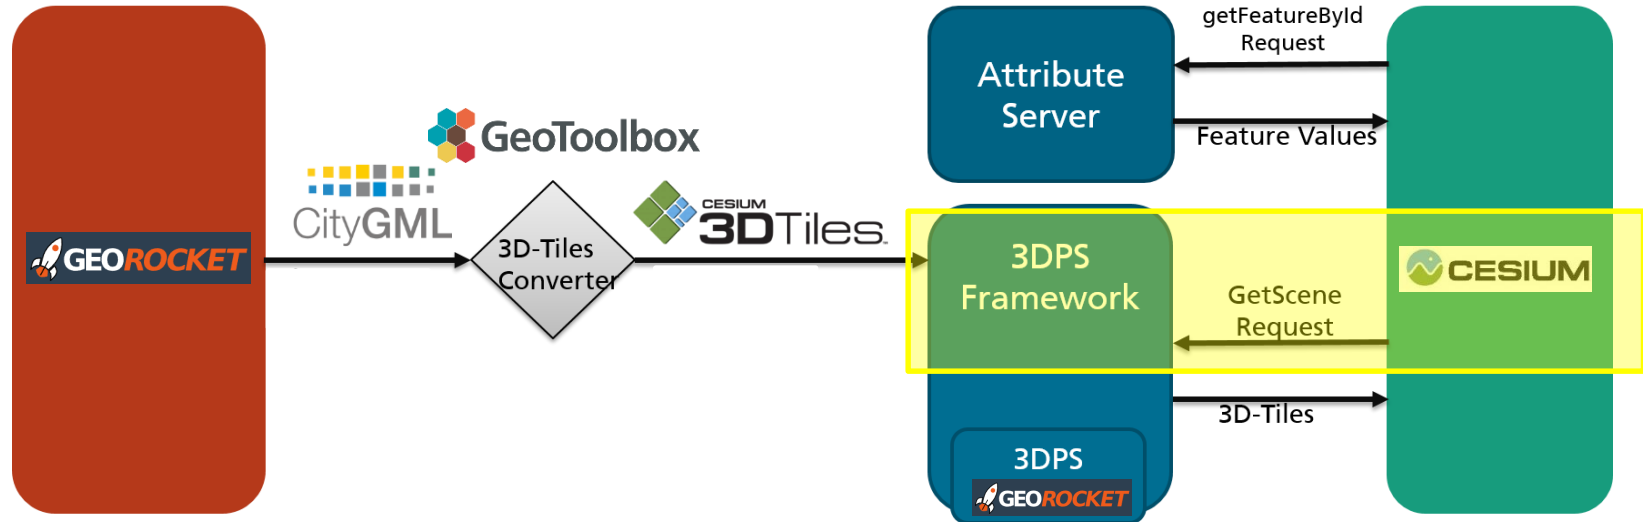 GEOROCKET
GeoToolbox
CityGML
3D-Tiles
Converter
CESIUM
3DTiles
Attribute
Server
getFeatureById
Request
Feature Values
3DPS
Framework
GetScene
Request
CESIUM
3D-Tiles
3DPS
GEOROCKET